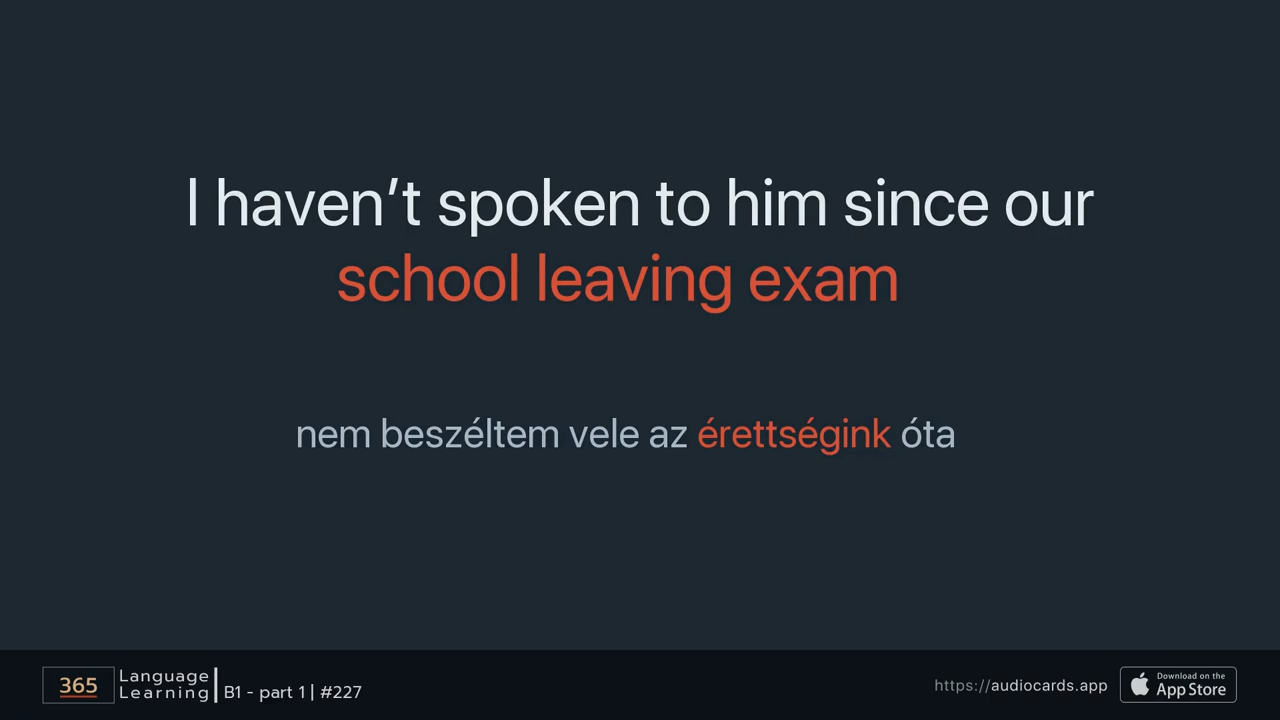 I haven’t spoken to him since our
school leaving exam
nem beszéltem vele az érettségink óta
365
Language
Learning
B1 - part 1 | #227
https://audiocards.app
Download on the
App Store